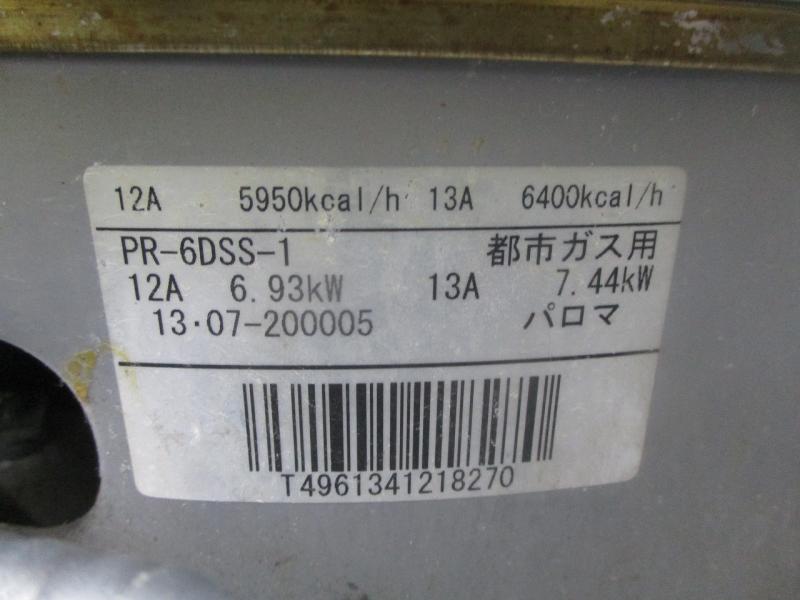 12A 5950kcal/h 13A 6400kcal/h
PR-6DSS-1 都市ガス用
12A 6.93kW 13A 7.44kW
13・07-200005 パロマ
T4961341218270